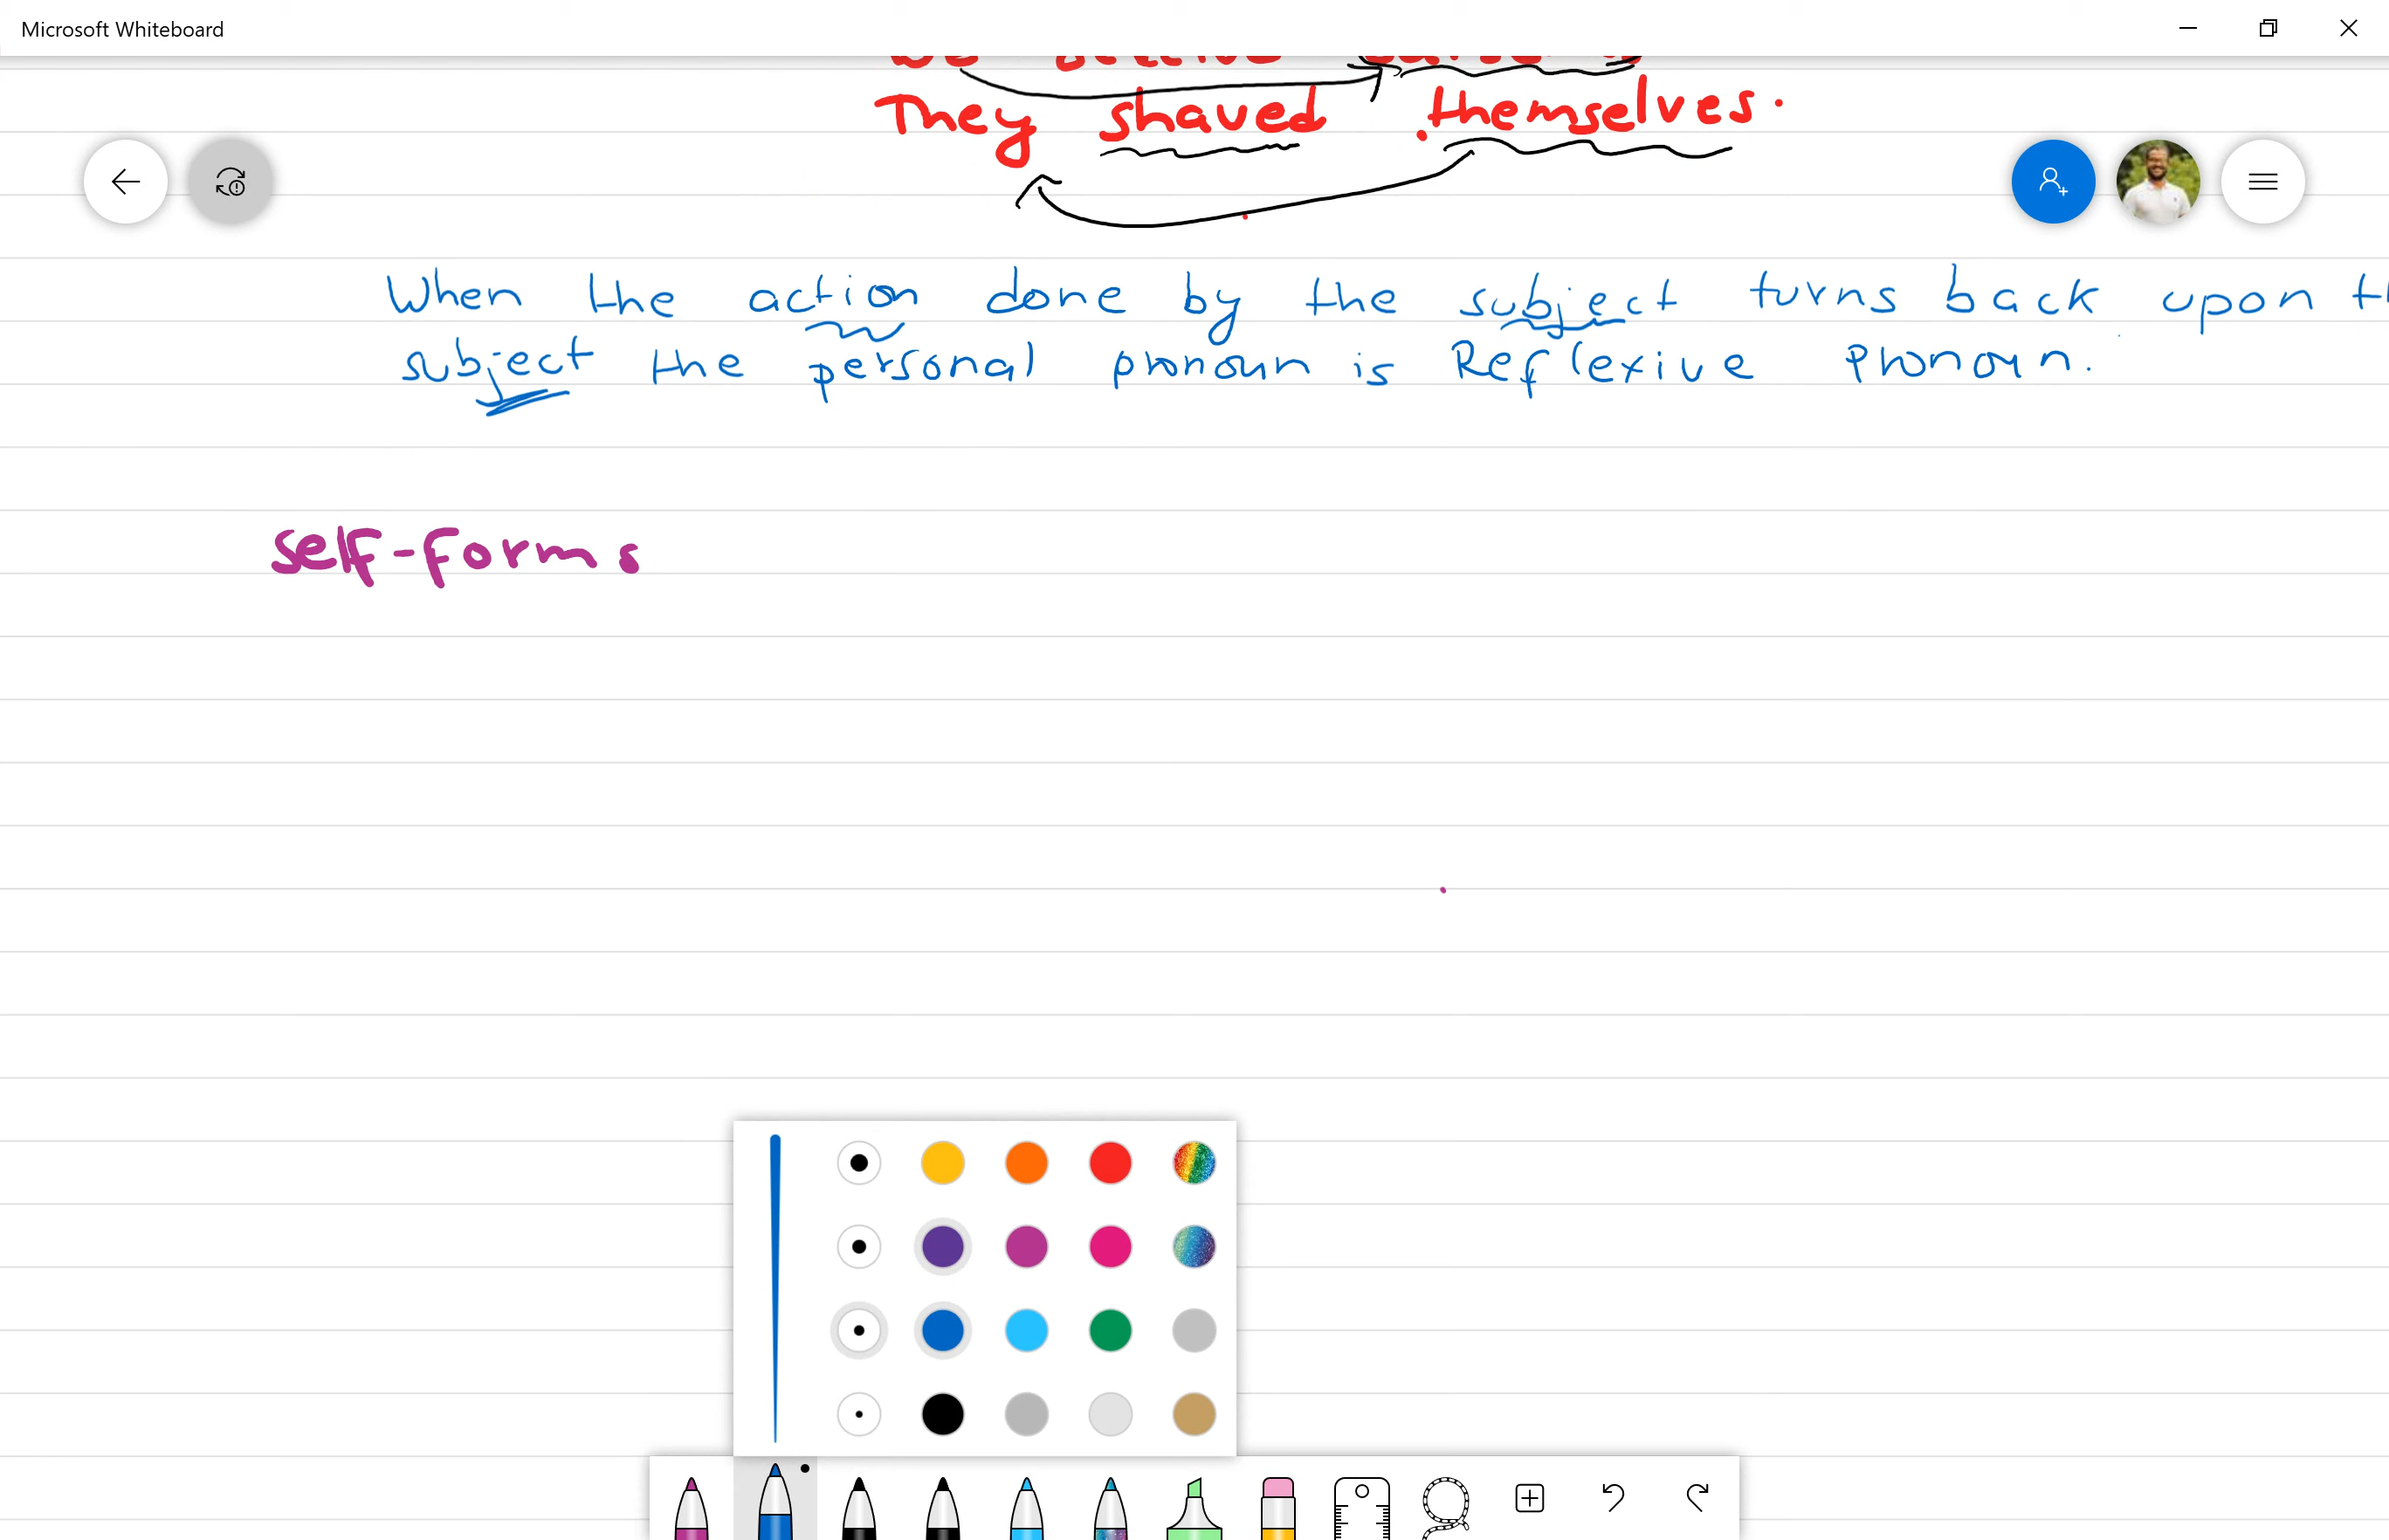 Microsoft Whiteboard
They shaved themselves.
When the action done by the subject turns back upon
subject the personal pronoun is Reflexive Pronoun.
self-forms